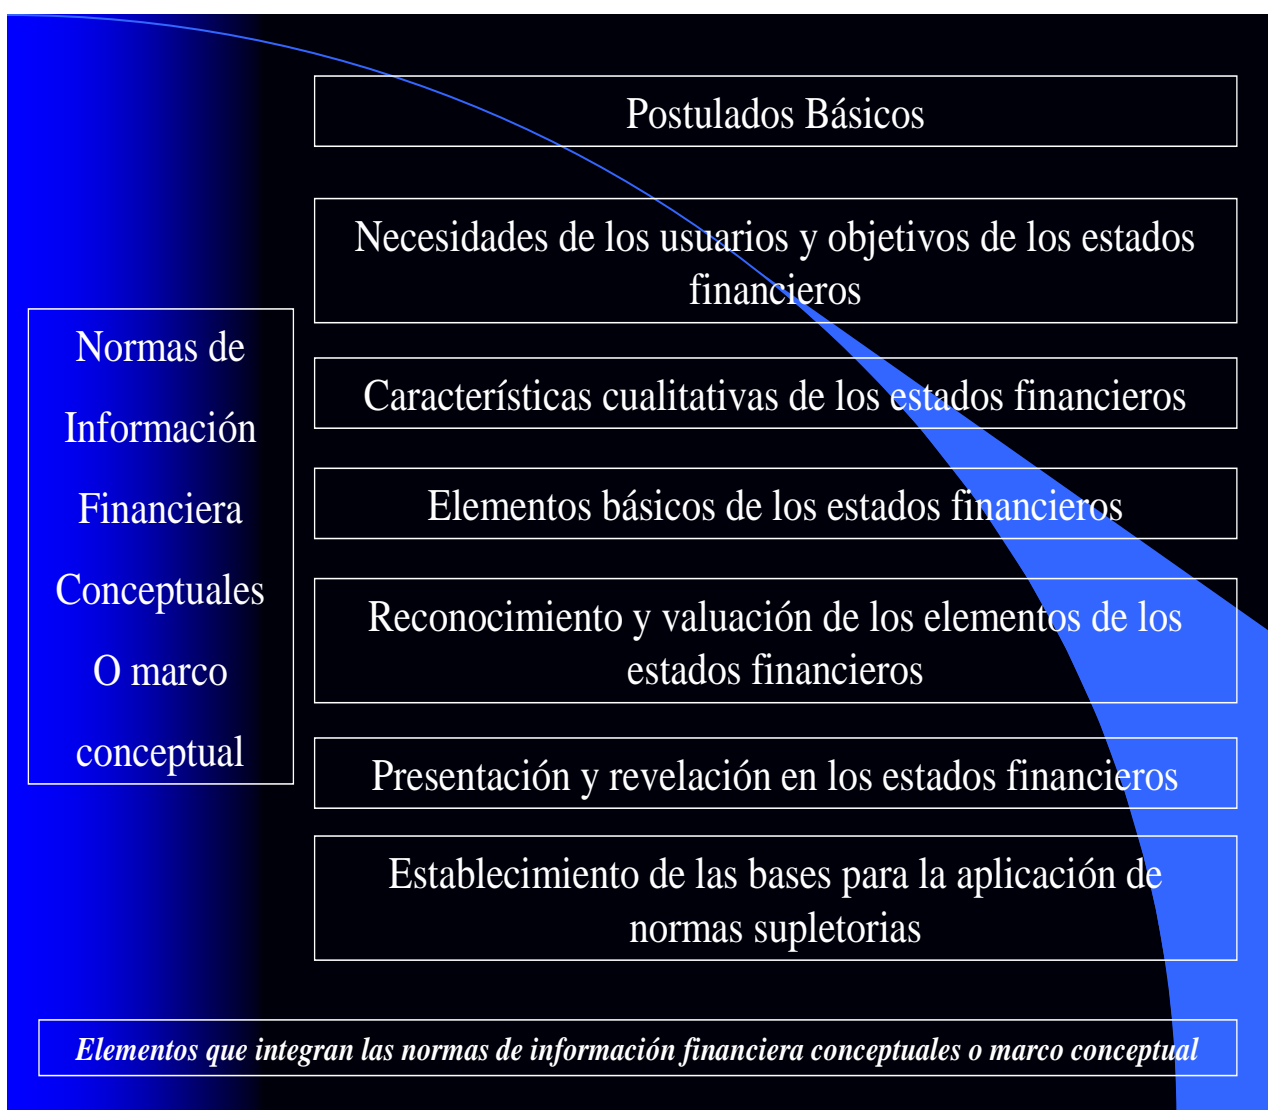 Postulados Básicos
Necesidades de los usuarios y objetivos de los estados
financieros
Normas de
Información
Financiera
Conceptuales
O marco
conceptual
Característícas cualitativas de los estados financieros
Elementos básicos de los estados financieros
Reconocimiento y valuación de los elementos de los
estados financieros
Presentación y revelación en los estados financieros
Establecimiento de las bases para la aplicación de
normas supletorias
Elementos que integran las normas de información financiera conceptuales o marco conceptual